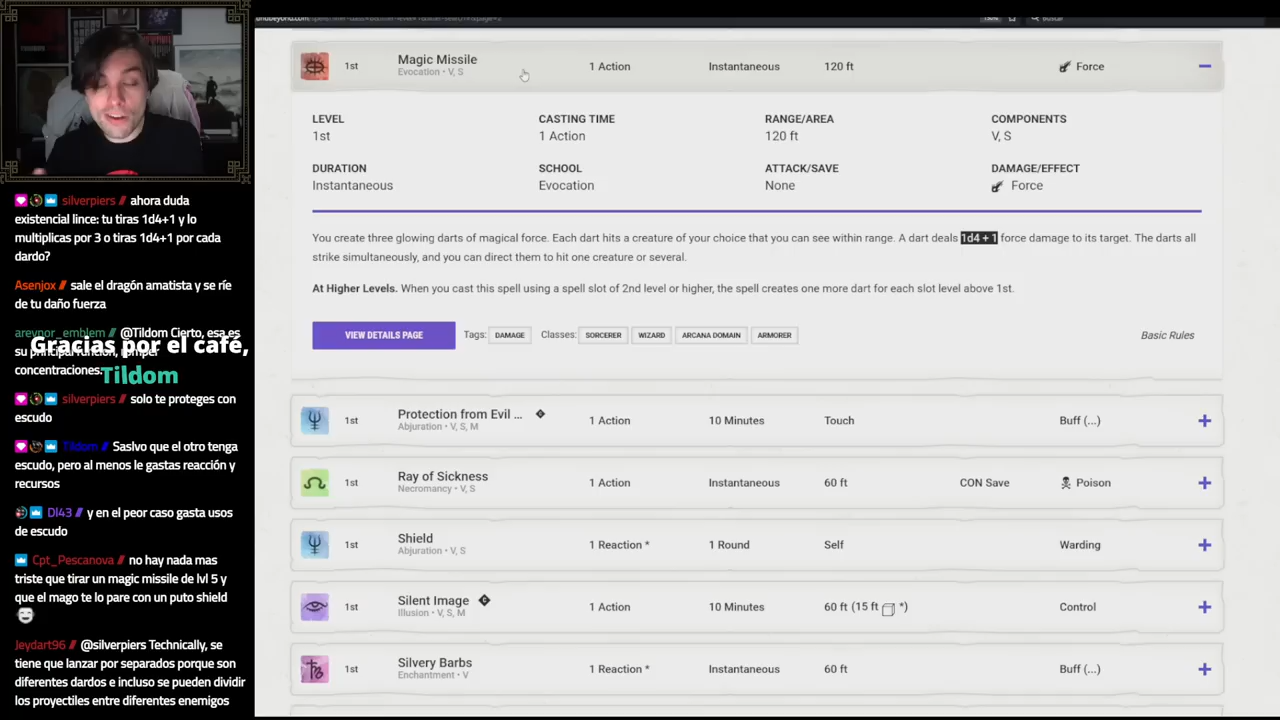 silverpiers // ahora duda
existencial lince: tu tiras 1d4+1 y lo
multiplicas por 3 o tiras 1d4+1 por cada
dardo?
Asenjox // sale el dragón amatista y se ríe
de tu daño fuerza
areynor_emblem // @Tildom Cierto, esa es
su principal función, romper
concentraciones.
Gracias por el café,
Tildom
silverpiers // solo te proteges con
escudo
Tildom // Saslvo que el otro tenga
escudo, pero al menos le gastas reacción y
recursos
Dl43 // y en el peor caso gasta usos
de escudo
Cpt_Pescanova // no hay nada mas
triste que tirar un magic missile de lvl 5 y
que el mago te lo pare con un puto shield
Jeydart96 // @silverpiers Technically, se
tiene que lanzar por separados porque son
diferentes dardos e incluso se pueden dividir
los proyectiles entre diferentes enemigos
150%
Buscar
1st Magic Missile 1 Action Instantaneous 120 ft Force
Evocation • V, S
LEVEL CASTING TIME RANGE/AREA COMPONENTS
1st 1 Action 120 ft V, S
DURATION SCHOOL ATTACK/SAVE DAMAGE/EFFECT
Instantaneous Evocation None Force
You create three glowing darts of magical force. Each dart hits a creature of your choice that you can see within range. A dart deals 1d4 + 1 force damage to its target. The darts all
strike simultaneously, and you can direct them to hit one creature or several.
At Higher Levels. When you cast this spell using a spell slot of 2nd level or higher, the spell creates one more dart for each slot level above 1st.
VIEW DETAILS PAGE Tags: DAMAGE Classes: SORCERER WIZARD ARCANA DOMAIN ARMORER Basic Rules
1st Protection from Evil ... 1 Action 10 Minutes Touch Buff (...)
Abjuration • V, S, M
1st Ray of Sickness 1 Action Instantaneous 60 ft CON Save Poison
Necromancy • V, S
1st Shield 1 Reaction * 1 Round Self Warding
Abjuration • V, S
1st Silent Image 1 Action 10 Minutes 60 ft (15 ft *) Control
Illusion • V, S, M
1st Silvery Barbs 1 Reaction * Instantaneous 60 ft Buff (...)
Enchantment • V